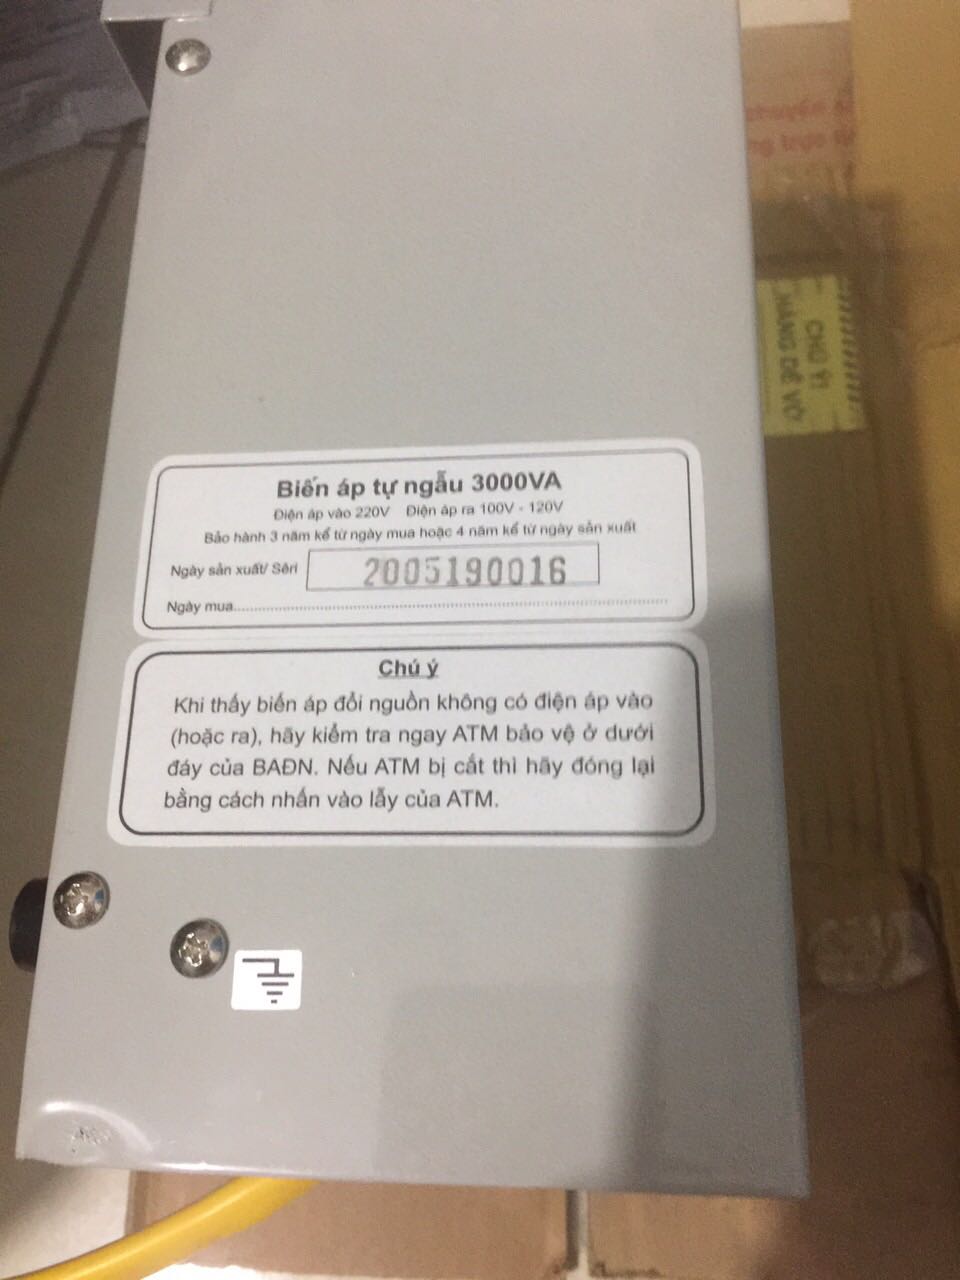 CHÚ Ý!
HÀNG DỄ VỠ
Biến áp tự ngẫu 3000VA
Điện áp vào 220V Điện áp ra 100V - 120V
Bảo hành 3 năm kể từ ngày mua hoặc 4 năm kể từ ngày sản xuất
Ngày sản xuất/ Sêri 2005190016
Ngày mua
Chú ý
Khi thấy biến áp đổi nguồn không có điện áp vào
(hoặc ra), hãy kiểm tra ngay ATM bảo vệ ở dưới
đáy của BAĐN. Nếu ATM bị cắt thì hãy đóng lại
bằng cách nhấn vào lẫy của ATM.